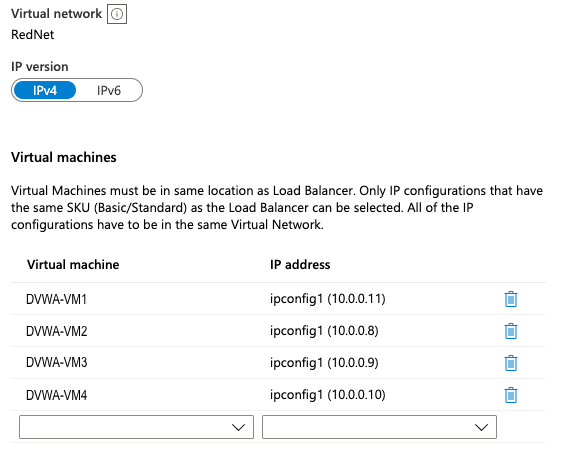 Virtual network
RedNet
IP version
IPv4 IPv6
Virtual machines
Virtual Machines must be in same location as Load Balancer. Only IP configurations that have
the same SKU (Basic/Standard) as the Load Balancer can be selected. All of the IP
configurations have to be in the same Virtual Network.
Virtual machine IP address
DVWA-VM1 ipconfig1 (10.0.0.11)
DVWA-VM2 ipconfig1 (10.0.0.8)
DVWA-VM3 ipconfig1 (10.0.0.9)
DVWA-VM4 ipconfig1 (10.0.0.10)